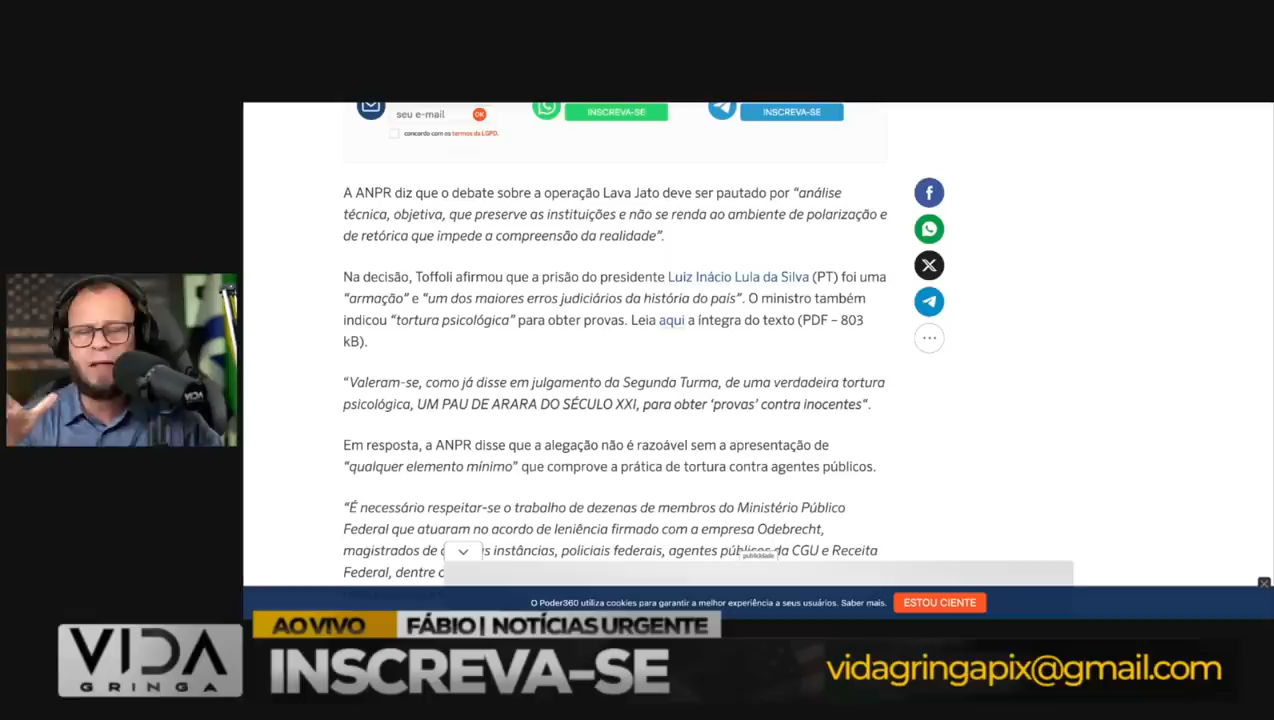 seu e-mail
OK
INSCREVA-SE
INSCREVA-SE
concordo com os termos da LGPD.
A ANPR diz que o debate sobre a operação Lava Jato deve ser pautado por “análise
técnica, objetiva, que preserve as instituições e não se renda ao ambiente de polarização e
de retórica que impede a compreensão da realidade”.
Na decisão, Toffoli afirmou que a prisão do presidente Luiz Inácio Lula da Silva (PT) foi uma
“armação” e “um dos maiores erros judiciários da história do país”. O ministro também
indicou “tortura psicológica” para obter provas. Leia aqui a íntegra do texto (PDF – 803
kB).
“Valeram-se, como já disse em julgamento da Segunda Turma, de uma verdadeira tortura
psicológica, UM PAU DE ARARA DO SÉCULO XXI, para obter ‘provas’ contra inocentes“.
Em resposta, a ANPR disse que a alegação não é razoável sem a apresentação de
“qualquer elemento mínimo” que comprove a prática de tortura contra agentes públicos.
“É necessário respeitar-se o trabalho de dezenas de membros do Ministério Público
Federal que atuaram no acordo de leniência firmado com a empresa Odebrecht,
magistrados de instâncias, policiais federais, agentes públicos da CGU e Receita
publicidade
Federal, dentre
O Poder360 utiliza cookies para garantir a melhor experiência a seus usuários. Saber mais.
ESTOU CIENTE
AO VIVO
FÁBIO | NOTÍCIAS URGENTE
VIDA
GRINGA
INSCREVA-SE
vidagringapix@gmail.com
VIDA